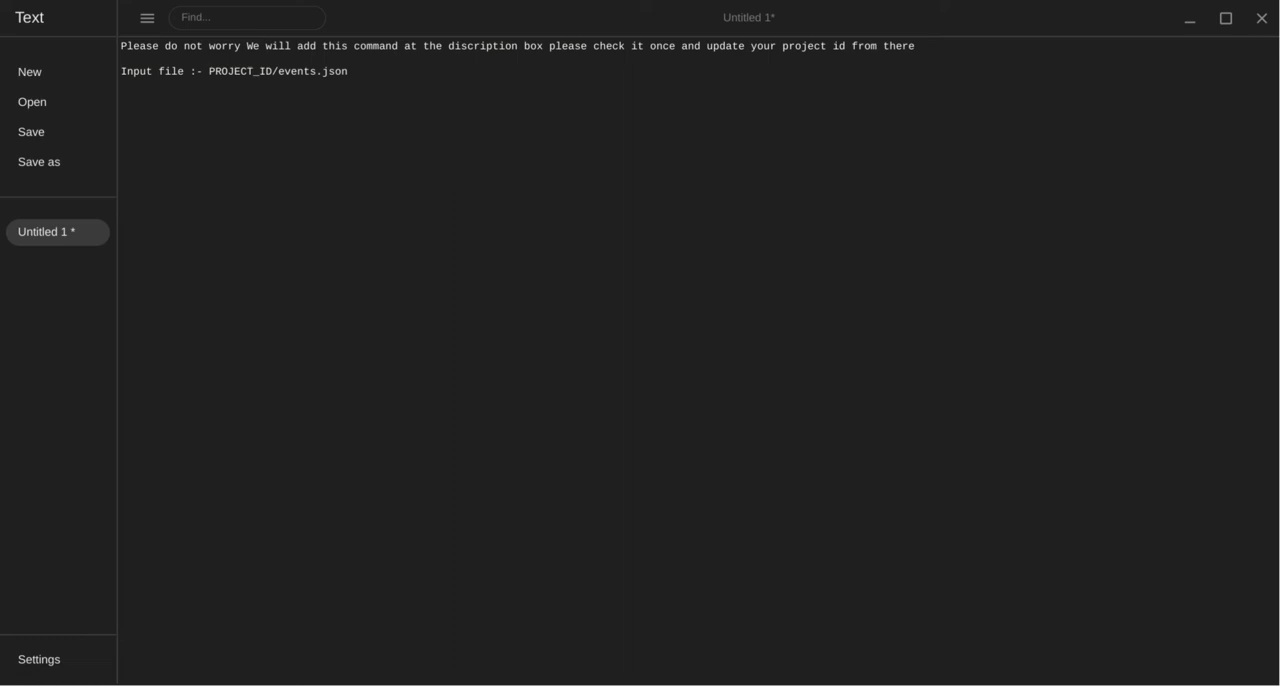 Text
Find...
Untitled 1*
Please do not worry We will add this command at the discription box please check it once and update your project id from there
Input file :- PROJECT_ID/events.json
New
Open
Save
Save as
Untitled 1 *
Settings